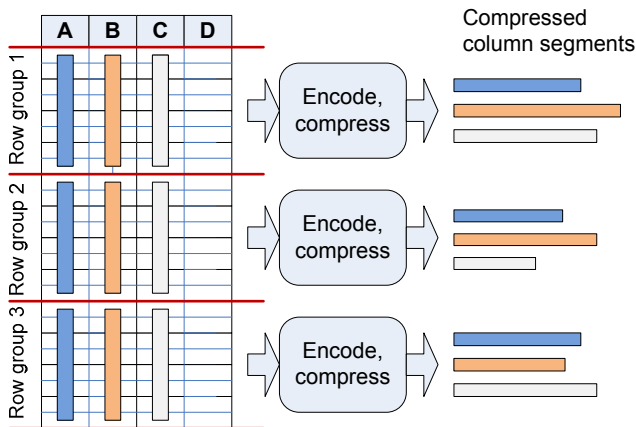 A B C D
Compressed
column segments
Row group 1
Encode,
compress
Row group 2
Encode,
compress
Row group 3
Encode,
compress